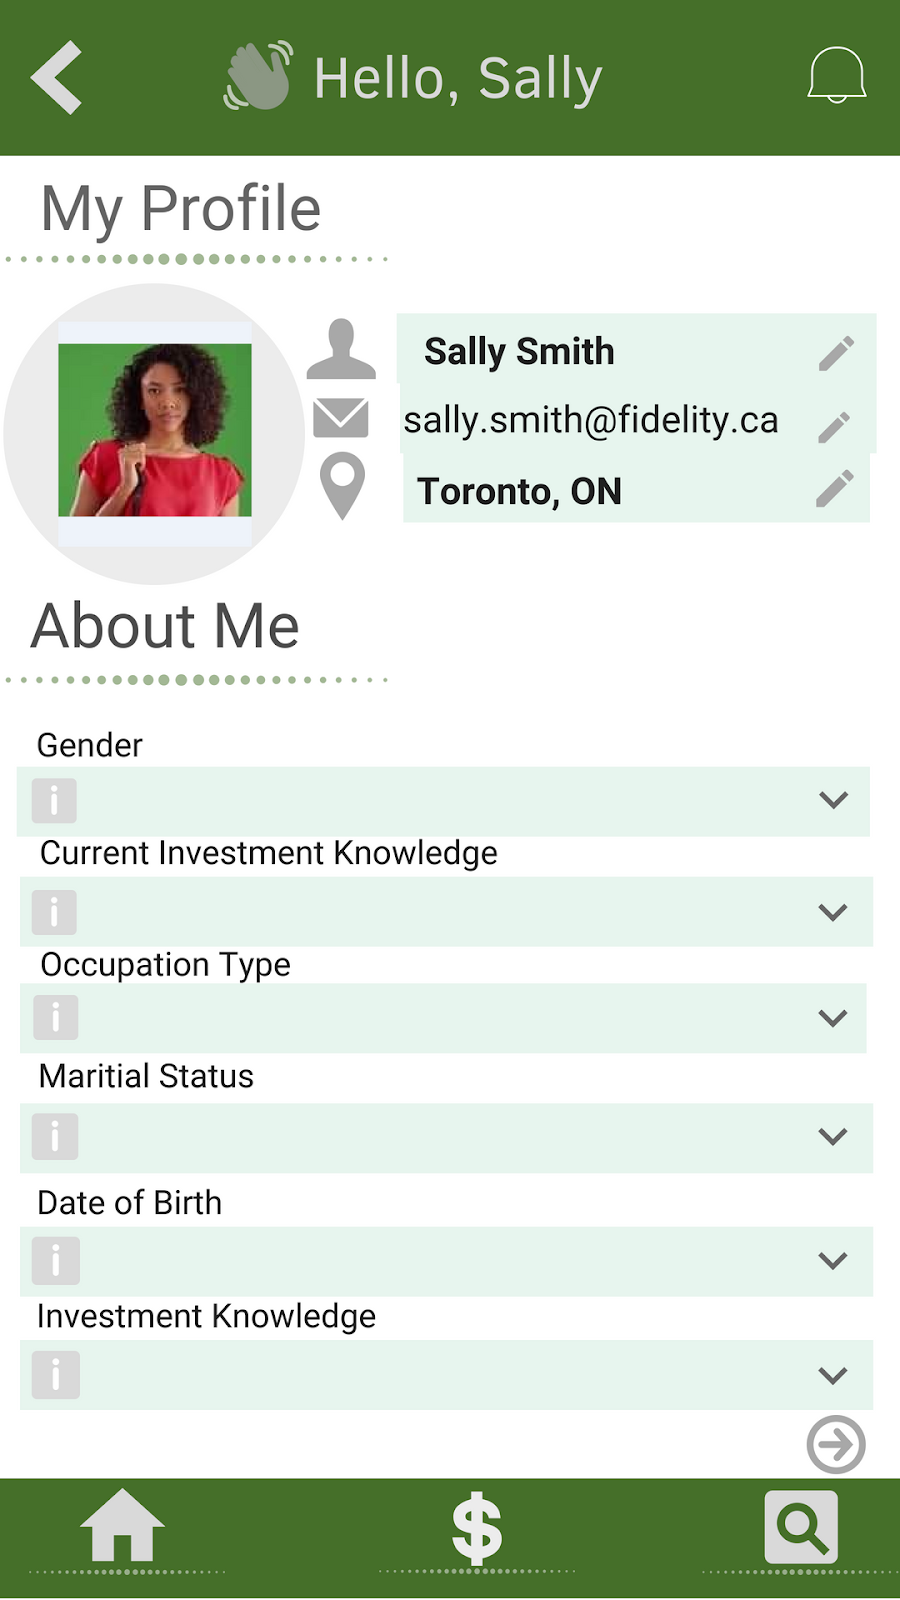 Hello, Sally
My Profile
Sally Smith
sally.smith@fidelity.ca
Toronto, ON
About Me
Gender
i
Current Investment Knowledge
i
Occupation Type
i
Maritial Status
i
Date of Birth
i
Investment Knowledge
i
$